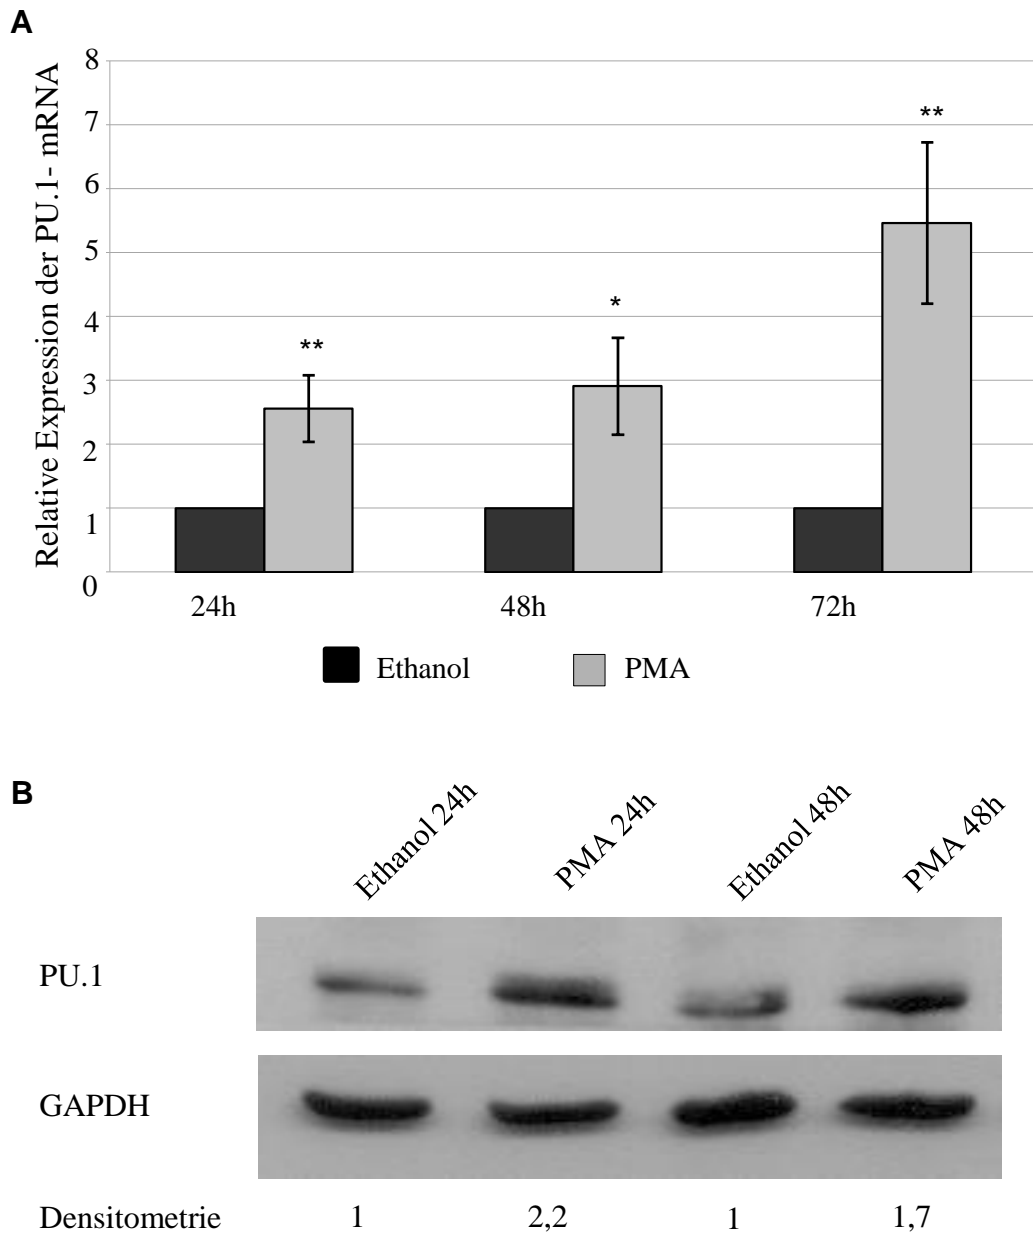 A
Relative Expression der PU.1- mRNA
8
7
6
5
4
3
2
1
0
**
*
**
24h 48h 72h
Ethanol PMA
B
Ethanol 24h PMA 24h Ethanol 48h PMA 48h
PU.1
GAPDH
Densitometrie 1 2,2 1 1,7